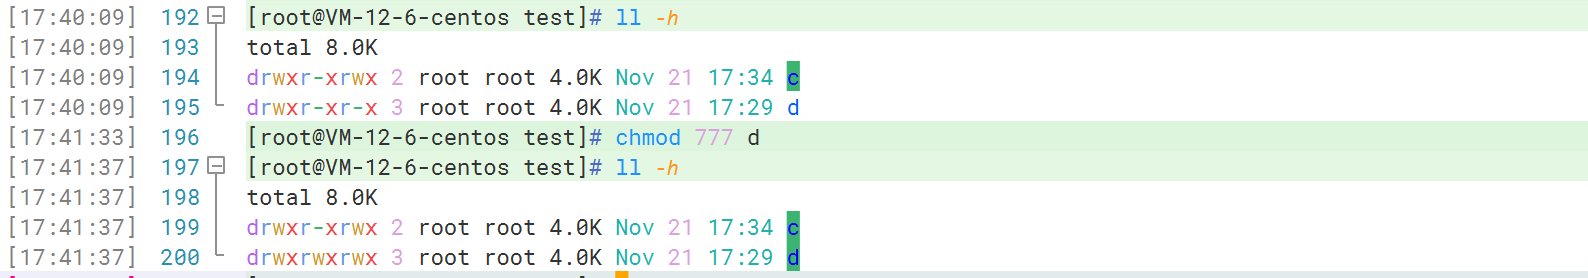 [17:40:09] 192 [root@VM-12-6-centos test]# ll -h
[17:40:09] 193 total 8.0K
[17:40:09] 194 drwxr-xrwx 2 root root 4.0K Nov 21 17:34 c
[17:40:09] 195 drwxr-xr-x 3 root root 4.0K Nov 21 17:29 d
[17:41:33] 196 [root@VM-12-6-centos test]# chmod 777 d
[17:41:37] 197 [root@VM-12-6-centos test]# ll -h
[17:41:37] 198 total 8.0K
[17:41:37] 199 drwxr-xrwx 2 root root 4.0K Nov 21 17:34 c
[17:41:37] 200 drwxrwxrwx 3 root root 4.0K Nov 21 17:29 d